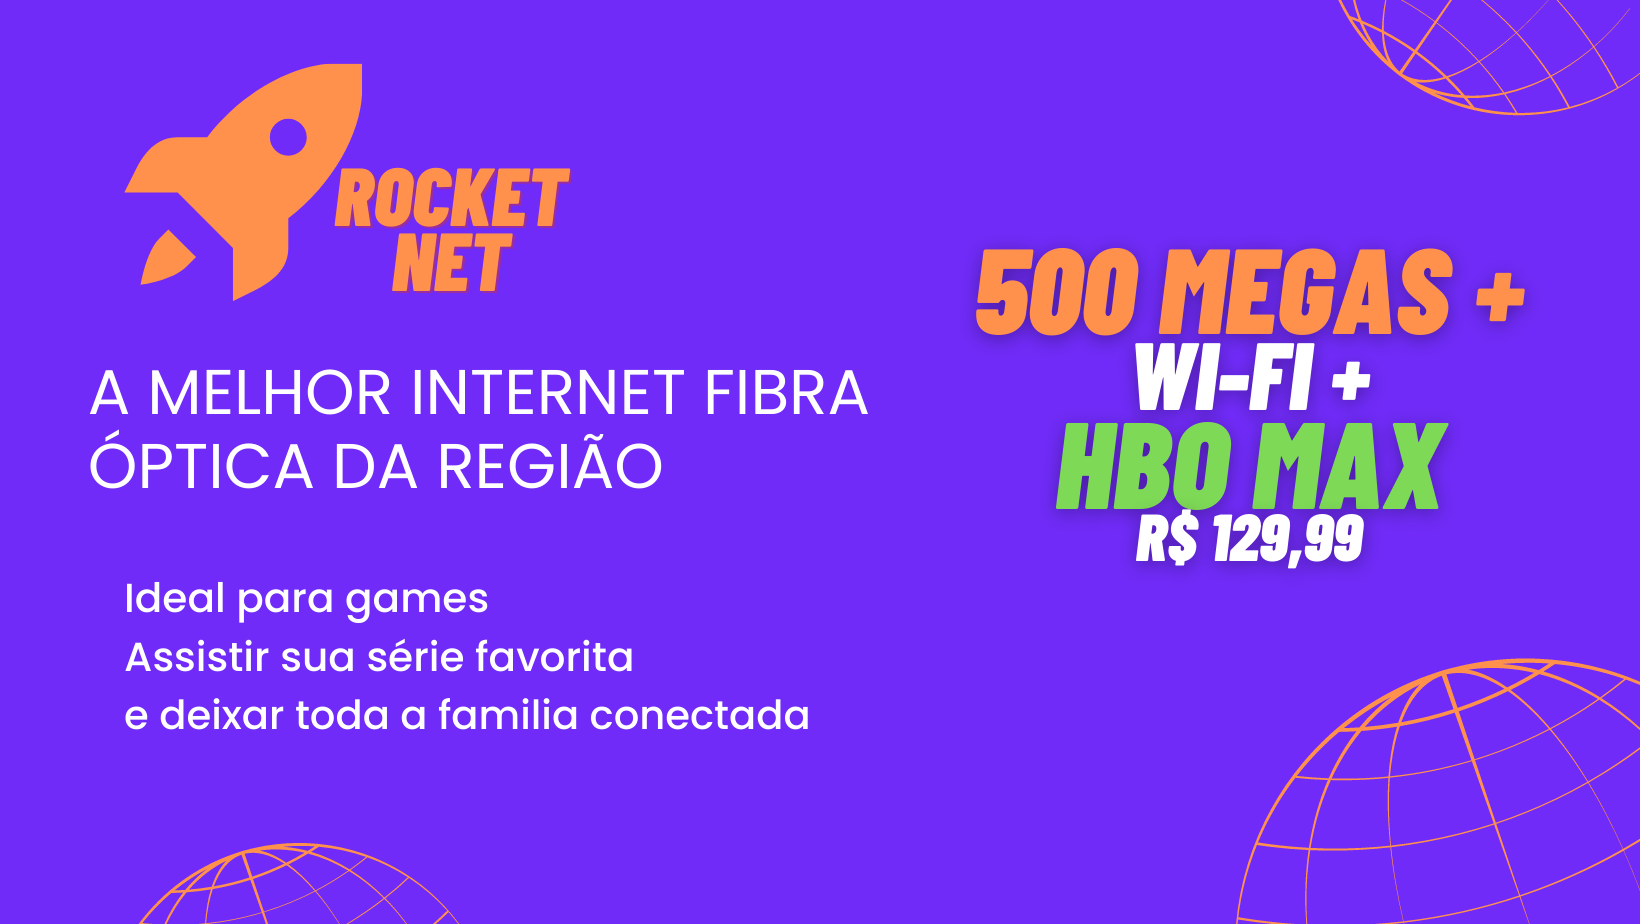 ROCKET
NET
A MELHOR INTERNET FIBRA
ÓPTICA DA REGIÃO
Ideal para games
Assistir sua série favorita
e deixar toda a familia conectada
500 MEGAS +
WI-FI +
HBO MAX
R$ 129,99